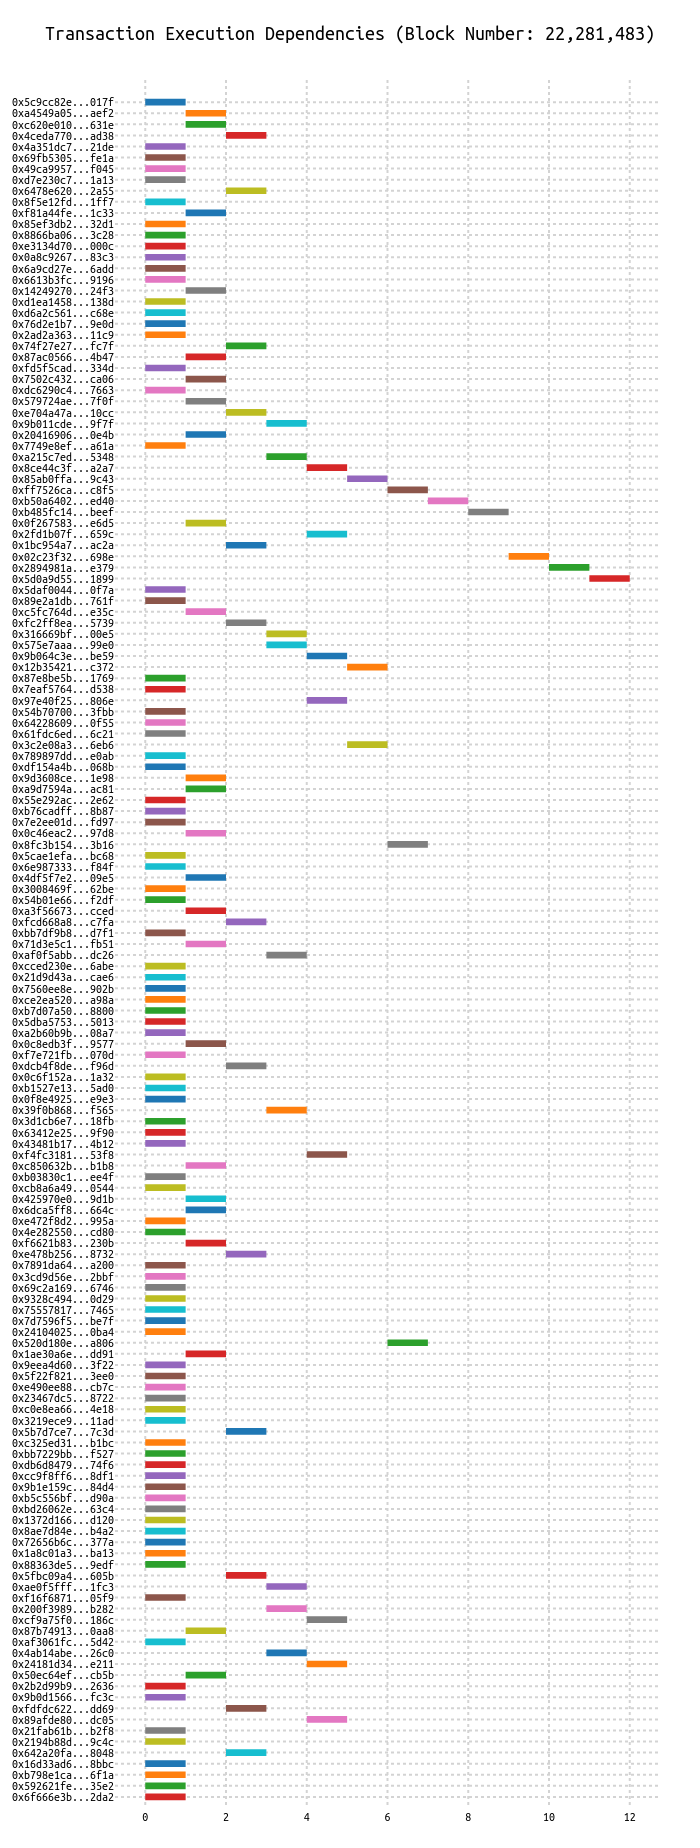 Transaction Execution Dependencies (Block Number: 22,281,483)
0x5c9cc82e...017f
0xa4549a05...aef2
0xc620e010...631e
0x4ceda770...ad38
0x4a351dc7...21de
0x69fb5305...fe1a
0x49ca9957...f045
0xd7e230c7...1a13
0x6478e620...2a55
0x8f5e12fd...1ff7
0xf81a44fe...1c33
0x85ef3db2...32d1
0x8866ba06...3c28
0xe3134d70...000c
0x0a8c9267...83c3
0x6a9cd27e...6add
0x6613b3fc...9196
0x14249270...24f3
0xd1ea1458...138d
0xd6a2c561...c68e
0x76d2e1b7...9e0d
0x2ad2a363...11c9
0x74f27e27...fc7f
0x87ac0566...4b47
0xfd5f5cad...334d
0x7502c432...ca06
0xdc6290c4...7663
0x579724ae...7f0f
0xe704a47a...10cc
0x9b011cde...9f7f
0x20416906...0e4b
0x7749e8ef...a61a
0xa215c7ed...5348
0x8ce44c3f...a2a7
0x85ab0ffa...9c43
0xff7526ca...c8f5
0xb50a6402...ed40
0xb485fc14...beef
0x0f267583...e6d5
0x2fd1b07f...659c
0x1bc954a7...ac2a
0x02c23f32...698e
0x2894981a...e379
0x5d0a9d55...1899
0x5daf0044...0f7a
0x89e2a1db...761f
0xc5fc764d...e35c
0xfc2ff8ea...5739
0x316669bf...00e5
0x575e7aaa...99e0
0x9b064c3e...be59
0x12b35421...c372
0x87e8be5b...1769
0x7eaf5764...d538
0x97e40f25...806e
0x54b70700...3fbb
0x64228609...0f55
0x61fdc6ed...6c21
0x3c2e08a3...6eb6
0x789897dd...e0ab
0xdf154a4b...068b
0x9d3608ce...1e98
0xa9d7594a...ac81
0x55e292ac...2e62
0xb76cadff...8b87
0x7e2ee01d...fd97
0x0c46eac2...97d8
0x8fc3b154...3b16
0x5cae1efa...bc68
0x6e987333...f84f
0x4df5f7e2...09e5
0x3008469f...62be
0x54b01e66...f2df
0xa3f56673...cced
0xfcd668a8...c7fa
0xbb7df9b8...d7f1
0x71d3e5c1...fb51
0xaf0f5abb...dc26
0xcced230e...6abe
0x21d9d43a...cae6
0x7560ee8e...902b
0xce2ea520...a98a
0xb7d07a50...8800
0x5dba5753...5013
0xa2b60b9b...08a7
0x0c8edb3f...9577
0xf7e721fb...070d
0xdcb4f8de...f96d
0x0c6f152a...1a32
0xb1527e13...5ad0
0x0f8e4925...e9e3
0x39f0b868...f565
0x3d1cb6e7...18fb
0x63412e25...9f90
0x43481b17...4b12
0xf4fc3181...53f8
0xc850632b...b1b8
0xb03830c1...ee4f
0xcb8a6a49...0544
0x425970e0...9d1b
0x6dca5ff8...664c
0xe472f8d2...995a
0x4e282550...cd80
0xf6621b83...230b
0xe478b256...8732
0x7891da64...a200
0x3cd9d56e...2bbf
0x69c2a169...6746
0x9328c494...0d29
0x75557817...7465
0x7d7596f5...be7f
0x24104025...0ba4
0x520d180e...a806
0x1ae30a6e...dd91
0x9eea4d60...3f22
0x5f22f821...3ee0
0xe490ee88...cb7c
0x23467dc5...8722
0xc0e8ea66...4e18
0x3219ece9...11ad
0x5b7d7ce7...7c3d
0xc325ed31...b1bc
0xbb7229bb...f527
0xdb6d8479...74f6
0xcc9f8ff6...8df1
0x9b1e159c...84d4
0xb5c556bf...d90a
0xbd26062e...63c4
0x1372d166...d120
0x8ae7d84e...b4a2
0x72656b6c...377a
0x1a8c01a3...ba13
0x88363de5...9edf
0x5fbc09a4...605b
0xae0f5fff...1fc3
0xf16f6871...05f9
0x200f3989...b282
0xcf9a75f0...186c
0x87b74913...0aa8
0xaf3061fc...5d42
0x4ab14abe...26c0
0x24181d34...e211
0x50ec64ef...cb5b
0x2b2d99b9...2636
0x9b0d1566...fc3c
0xfdfdc622...dd69
0x89afde80...dc05
0x21fab61b...b2f8
0x2194b88d...9c4c
0x642a20fa...8048
0x16d33ad6...8bbc
0xb798e1ca...6f1a
0x592621fe...35e2
0x6f666e3b...2da2
0 2 4 6 8 10 12